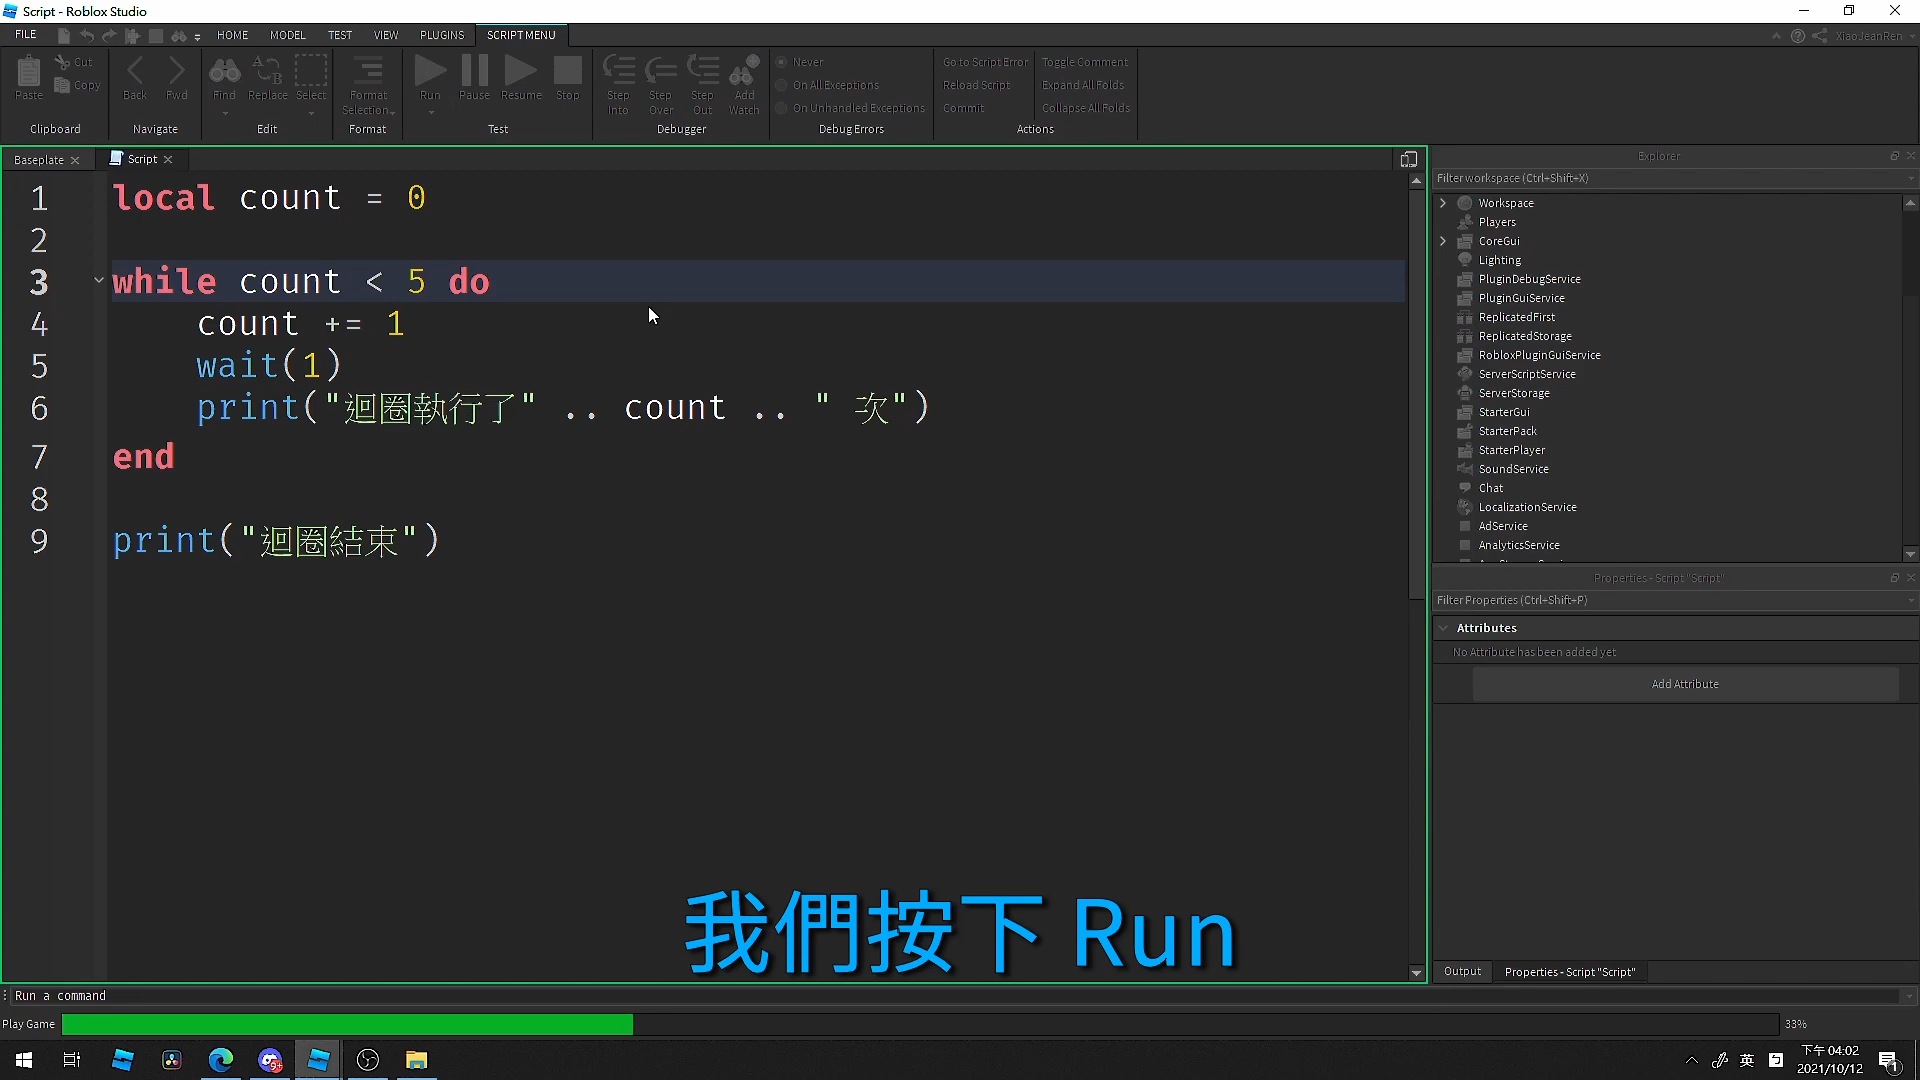 Script - Roblox Studio
FILE HOME MODEL TEST VIEW PLUGINS SCRIPT MENU XiaoJeanRen
Paste Cut Copy Back Fwd Find Replace Select Format Selection Run Pause Resume Stop Step Into Step Over Step Out Add Watch
Never
On All Exceptions
On Unhandled Exceptions
Go to Script Error Toggle Comment
Reload Script Expand All Folds
Commit Collapse All Folds
Clipboard Navigate Edit Format Test Debugger Debug Errors Actions
Baseplate Script
1 local count = 0
2
3 while count < 5 do
4 count += 1
5 wait(1)
6 print("迴圈執行了" .. count .. " 次")
7 end
8
9 print("迴圈結束")
Explorer
Filter workspace (Ctrl+Shift+X)
Workspace
Players
CoreGui
Lighting
PluginDebugService
PluginGuiService
ReplicatedFirst
ReplicatedStorage
RobloxPluginGuiService
ServerScriptService
ServerStorage
StarterGui
StarterPack
StarterPlayer
SoundService
Chat
LocalizationService
AdService
AnalyticsService
Properties - Script "Script"
Filter Properties (Ctrl+Shift+P)
Attributes
No Attribute has been added yet
Add Attribute
我們按下 Run
Output Properties - Script "Script"
Run a command
Play Game 33%
9+
英
下午 04:02
2021/10/12
1